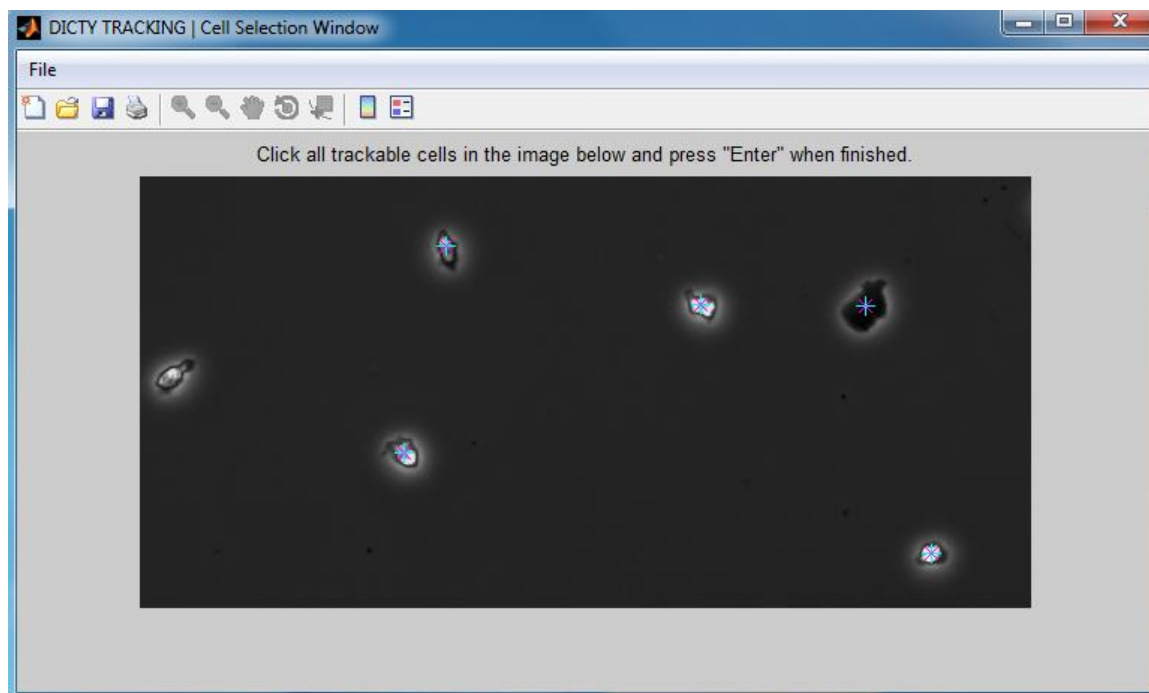 DICTY TRACKING | Cell Selection Window
File
Click all trackable cells in the image below and press "Enter" when finished.